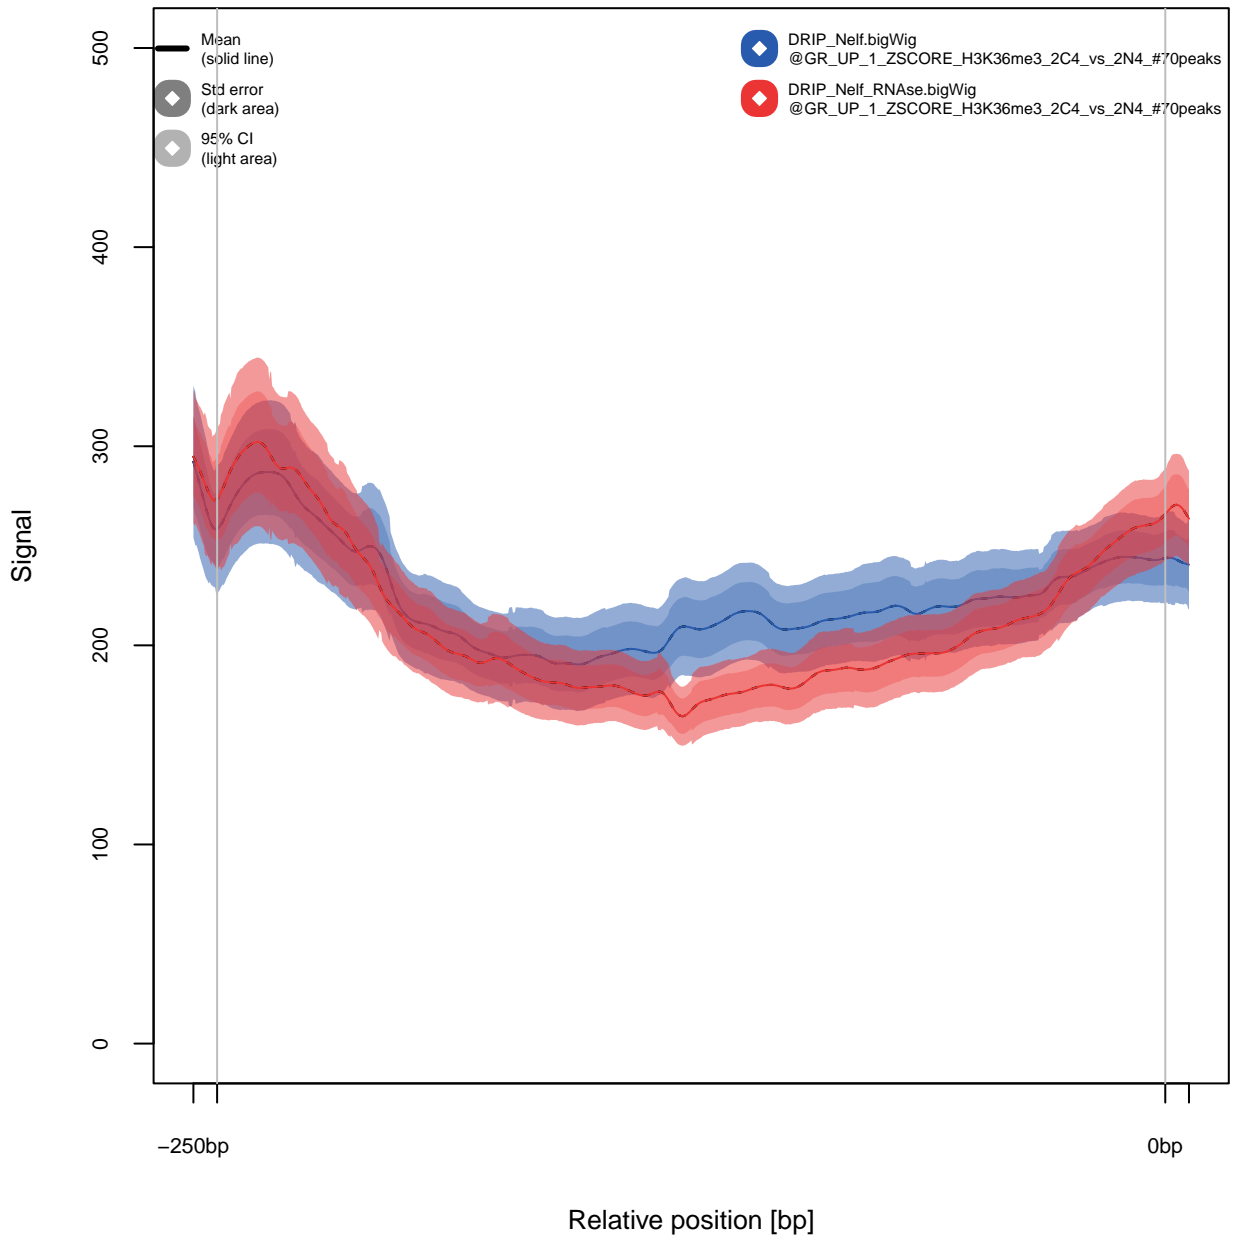 Mean
(solid line)
Std error
(dark area)
95% CI
(light area)
DRIP_Nelf.bigWig
@GR_UP_1_ZSCORE_H3K36me3_2C4_vs_2N4_#70peaks
DRIP_Nelf_RNAse.bigWig
@GR_UP_1_ZSCORE_H3K36me3_2C4_vs_2N4_#70peaks
Signal
500
400
300
200
100
0
−250bp
0bp
Relative position [bp]